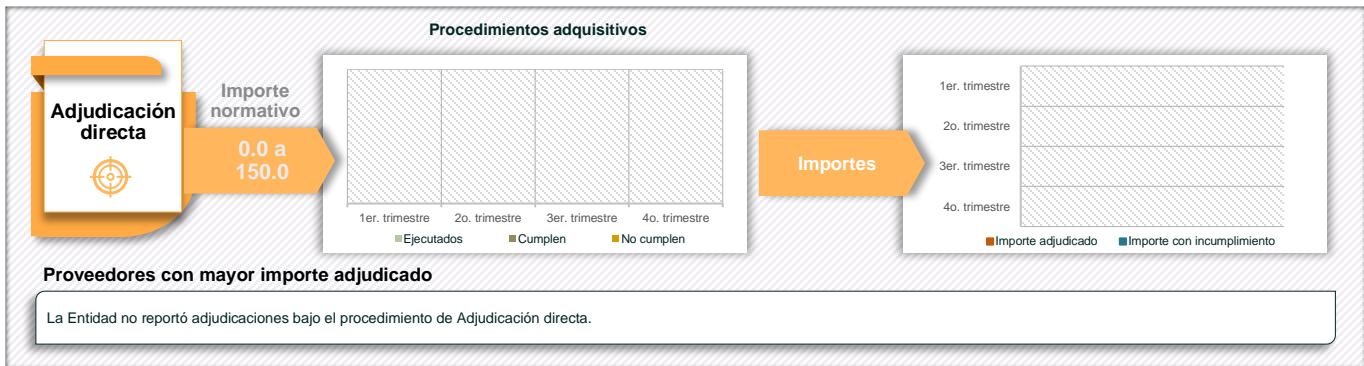 Procedimientos adquisitivos
Adjudicación
directa
Importe
normativo
0.0 a
150.0
1er. trimestre
2o. trimestre
3er. trimestre
4o. trimestre
Ejecutados
Cumplen
No cumplen
Importes
1er. trimestre
2o. trimestre
3er. trimestre
4o. trimestre
Importe adjudicado
Importe con incumplimiento
Proveedores con mayor importe adjudicado
La Entidad no reportó adjudicaciones bajo el procedimiento de Adjudicación directa.